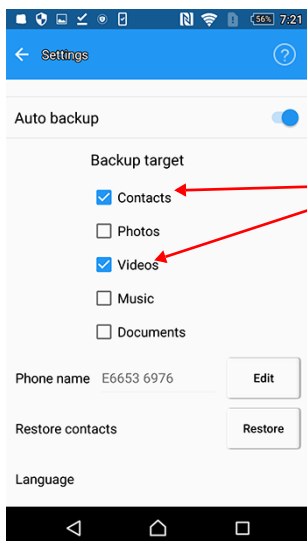 56% 7:21
Settings
?
Auto backup
Backup target
Contacts
Photos
Videos
Music
Documents
Phone name E6653 6976 Edit
Restore contacts Restore
Language